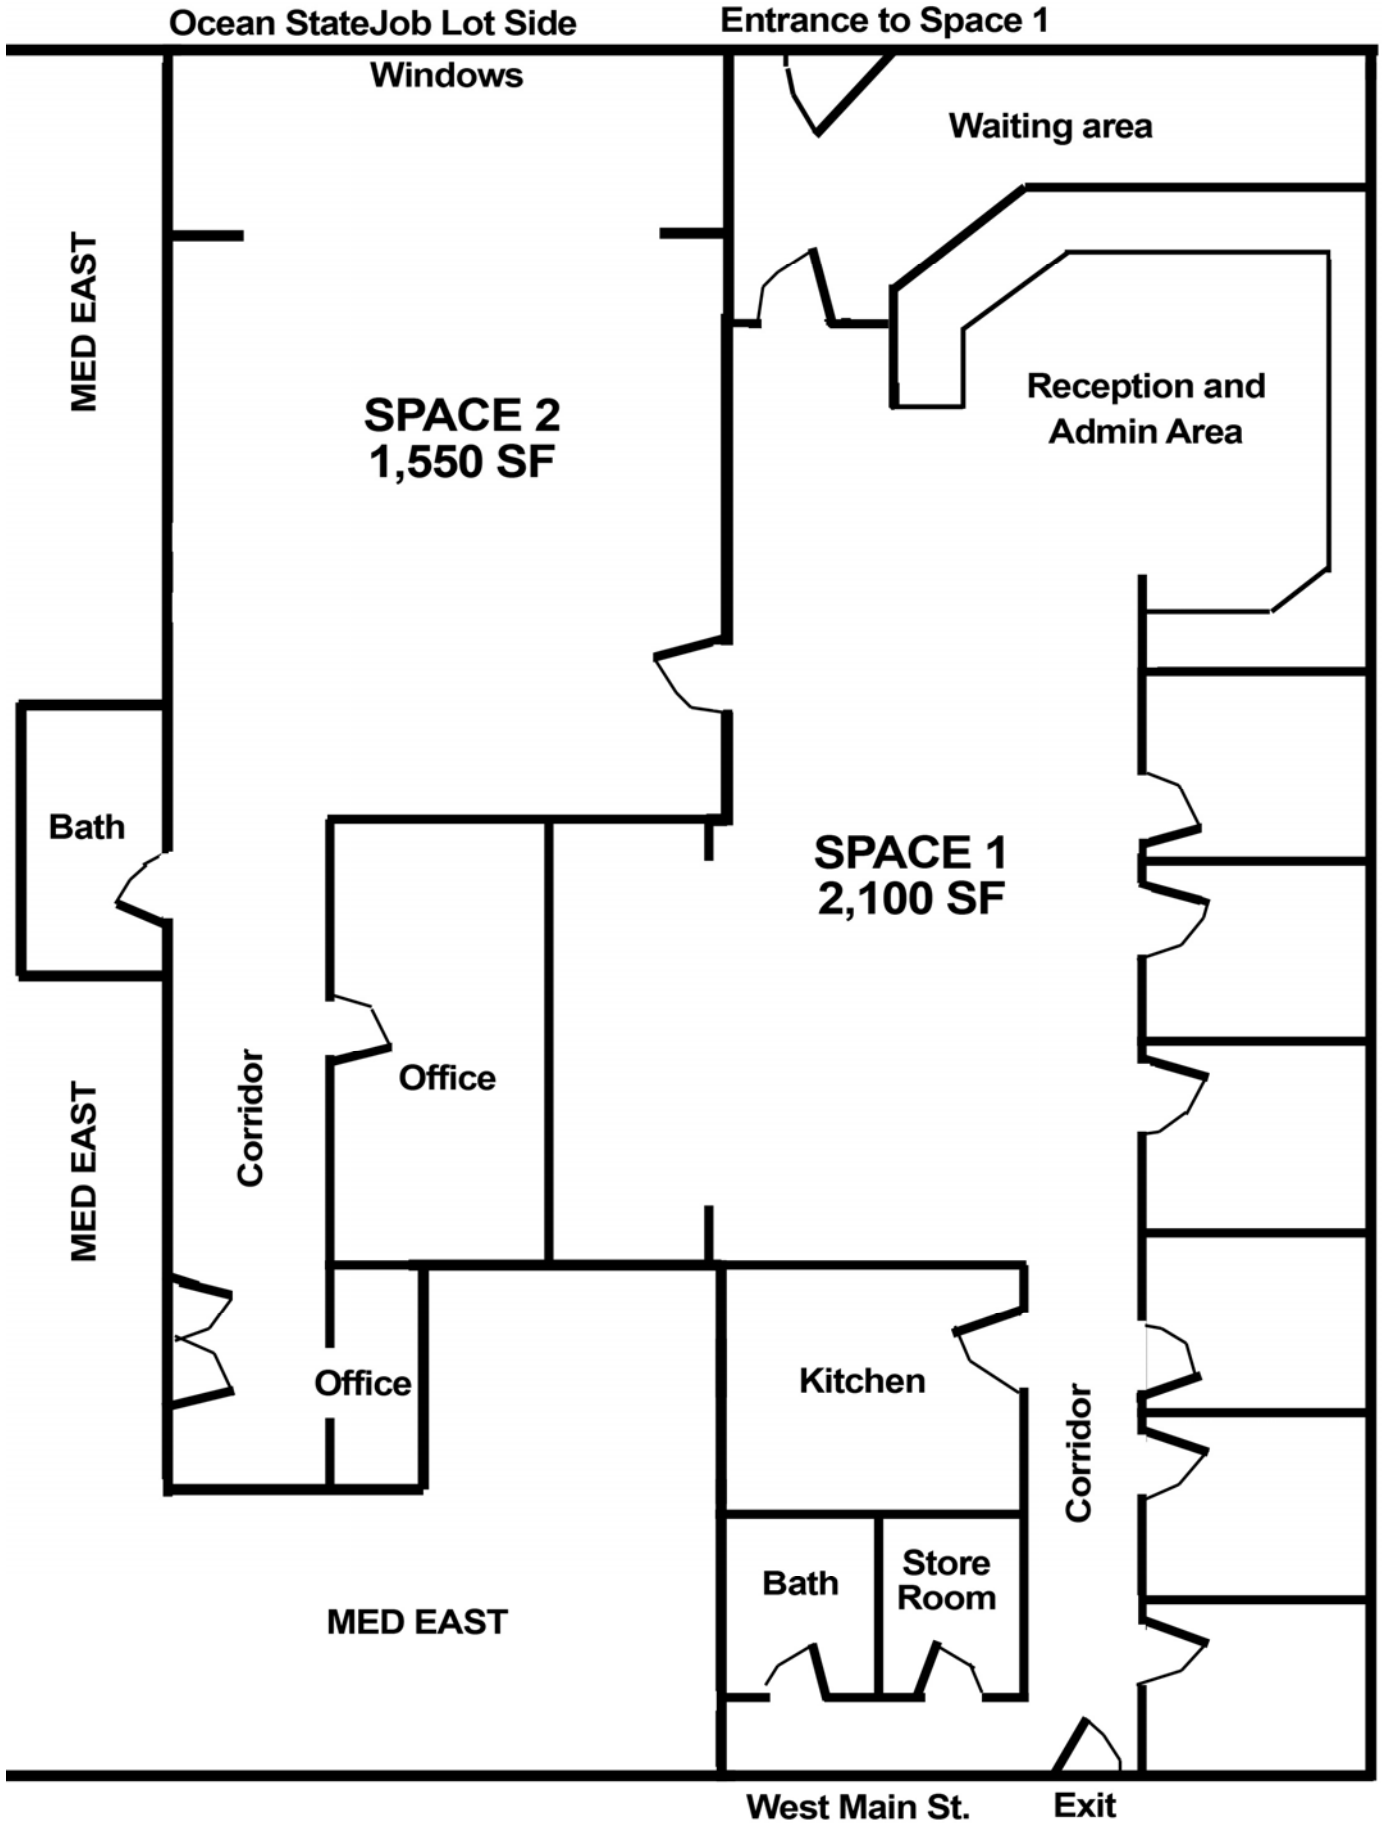 Ocean StateJob Lot Side
Entrance to Space 1
Windows
Waiting area
MED EAST
SPACE 2
1,550 SF
Reception and
Admin Area
Bath
SPACE 1
2,100 SF
Office
Corridor
MED EAST
Office
Kitchen
Corridor
Bath
Store
Room
MED EAST
West Main St.
Exit